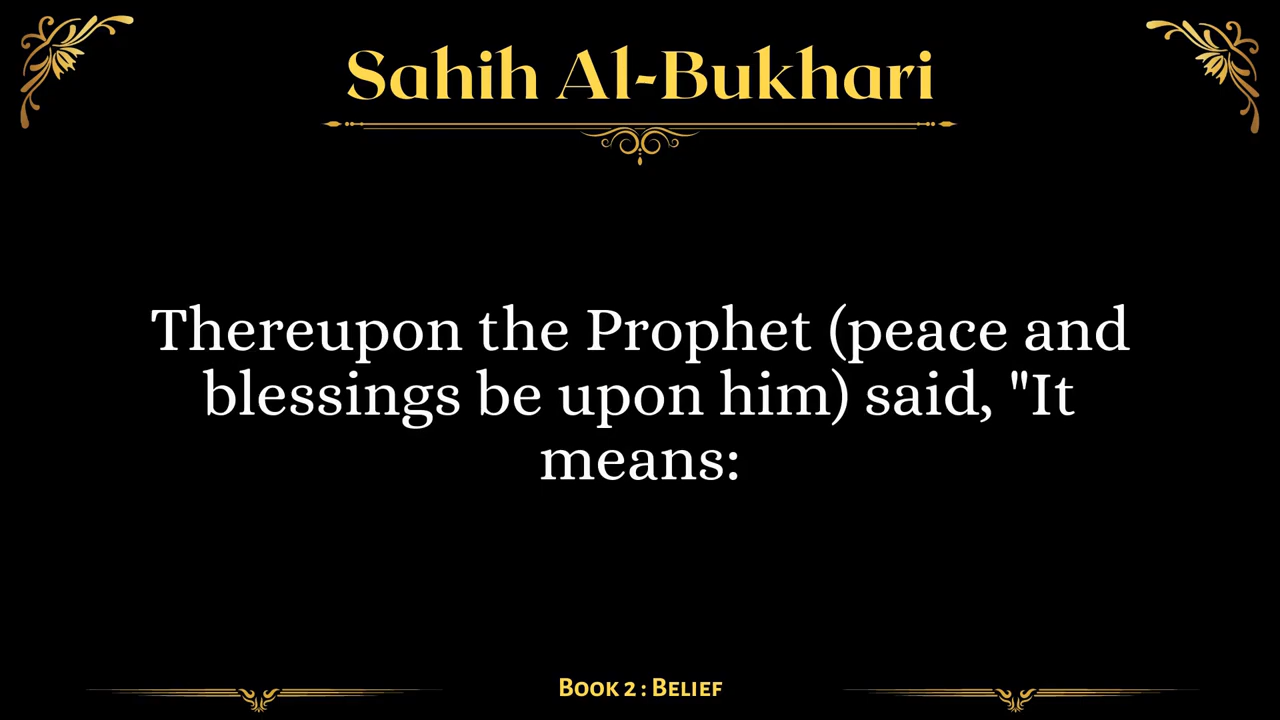 Sahih Al-Bukhari
Thereupon the Prophet (peace and
blessings be upon him) said, "It
means:
Book 2 : Belief